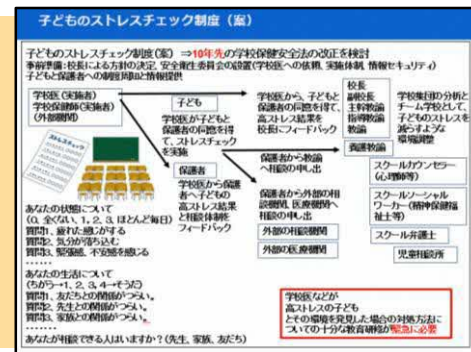 子どものストレスチェック制度（案）
子どものストレスチェック制度(案) ⇒10年先の学校保健安全法の改正を検討
事前準備：校長による方針の決定、安全衛生委員会の設置(学校医への依頼、実施体制、情報セキュリティ)
子どもと保護者への制度周知と情報提供
学校医(実施者)
学校保健師(実施者)
(外部機関)
ストレスチェック
子ども
学校医が子どもと
保護者の同意を得
て、ストレスチェック
を実施
保護者
学校医から保護
者へ子どもの
高ストレス結果
と相談体制を
フィードバック
学校医から、子どもと
保護者の同意を得て、
高ストレス結果を
校長にフィードバック
保護者から教諭
へ相談の申し出
保護者から外部の相
談機関、医療機関へ
相談の申し出
外部の相談機関
外部の医療機関
校長
副校長
主幹教諭
指導教諭
教諭
養護教諭
学校集団の分析と
チーム学校として、
子どものストレスを
減らすような
環境調整
スクールカウンセラー
(心理師等)
スクールソーシャル
ワーカー(精神保健福
祉士等)
スクール弁護士
児童相談所
あなたの状態について
(0、全くない、1、2、3、ほとんど毎日)
質問1、疲れた感じがする
質問2、気分が落ち込む
質問3、緊張感、不安感を感じる
……
あなたの生活について
(ちがう→1、2、3、4→そうだ)
質問1、友だちとの関係がつらい。
質問2、先生との関係がつらい。
質問3、家族との関係がつらい。
……
あなたが相談できる人はいますか？(先生、家族、友だち)
学校医などが
高ストレスの子ども
とその環境を発見した場合の対処方法に
ついての十分な教育研修が緊急に必要